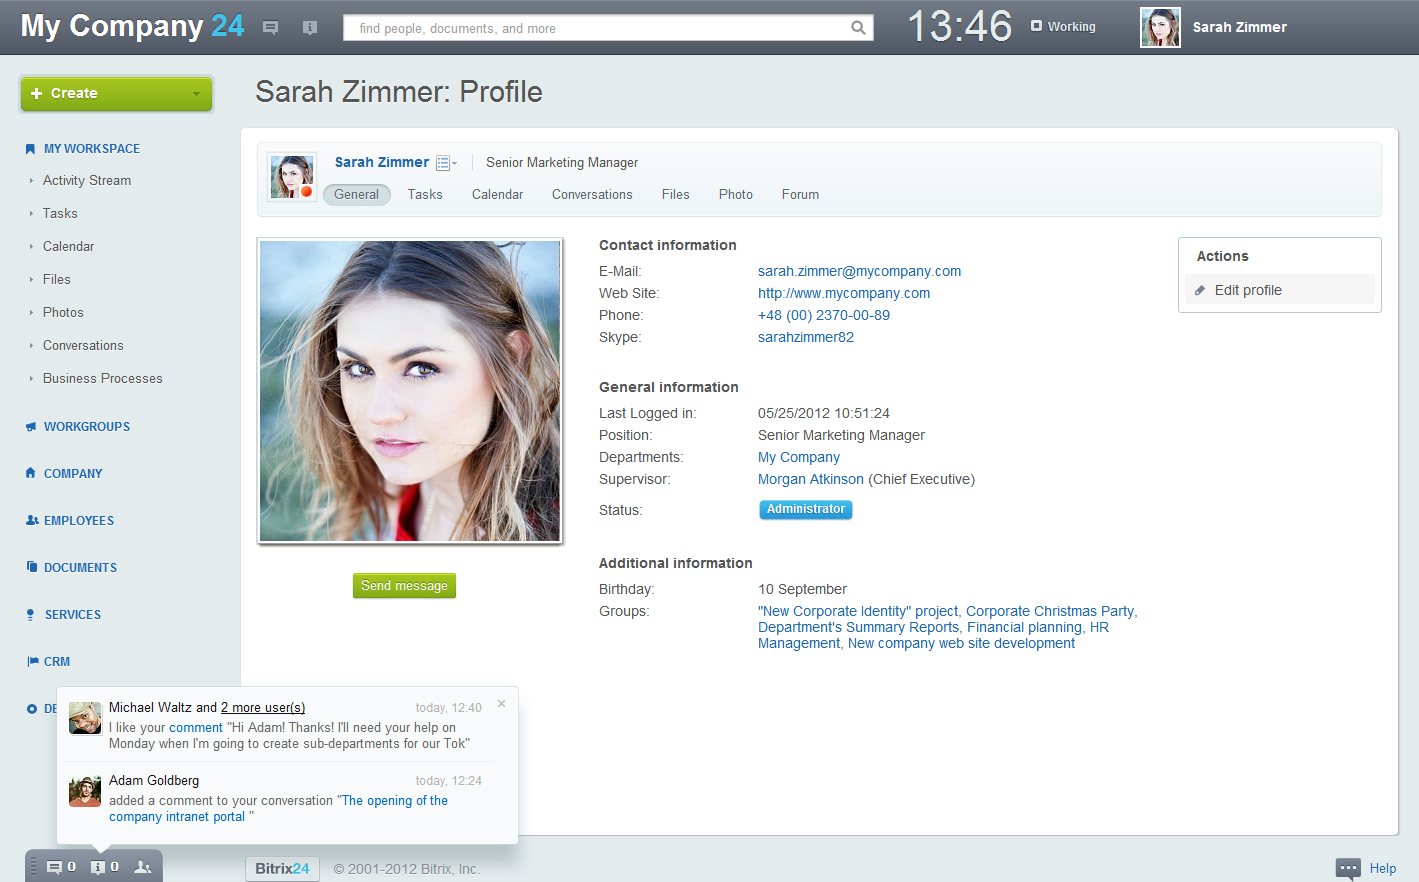 My Company 24
find people, documents, and more
13:46
Working
Sarah Zimmer
Create
Sarah Zimmer: Profile
MY WORKSPACE
Activity Stream
Tasks
Calendar
Files
Photos
Conversations
Business Processes
WORKGROUPS
COMPANY
EMPLOYEES
DOCUMENTS
SERVICES
CRM
DE
Sarah Zimmer
Senior Marketing Manager
General Tasks Calendar Conversations Files Photo Forum
Send message
Contact information
E-Mail: sarah.zimmer@mycompany.com
Web Site: http://www.mycompany.com
Phone: +48 (00) 2370-00-89
Skype: sarahzimmer82
General information
Last Logged in: 05/25/2012 10:51:24
Position: Senior Marketing Manager
Departments: My Company
Supervisor: Morgan Atkinson (Chief Executive)
Status: Administrator
Additional information
Birthday: 10 September
Groups: "New Corporate Identity" project, Corporate Christmas Party,
Department's Summary Reports, Financial planning, HR
Management, New company web site development
Actions
Edit profile
Michael Waltz and 2 more user(s) today, 12:40
I like your comment "Hi Adam! Thanks! I'll need your help on
Monday when I'm going to create sub-departments for our Tok"
Adam Goldberg today, 12:24
added a comment to your conversation "The opening of the
company intranet portal "
0 0
Bitrix24 © 2001-2012 Bitrix, Inc.
Help